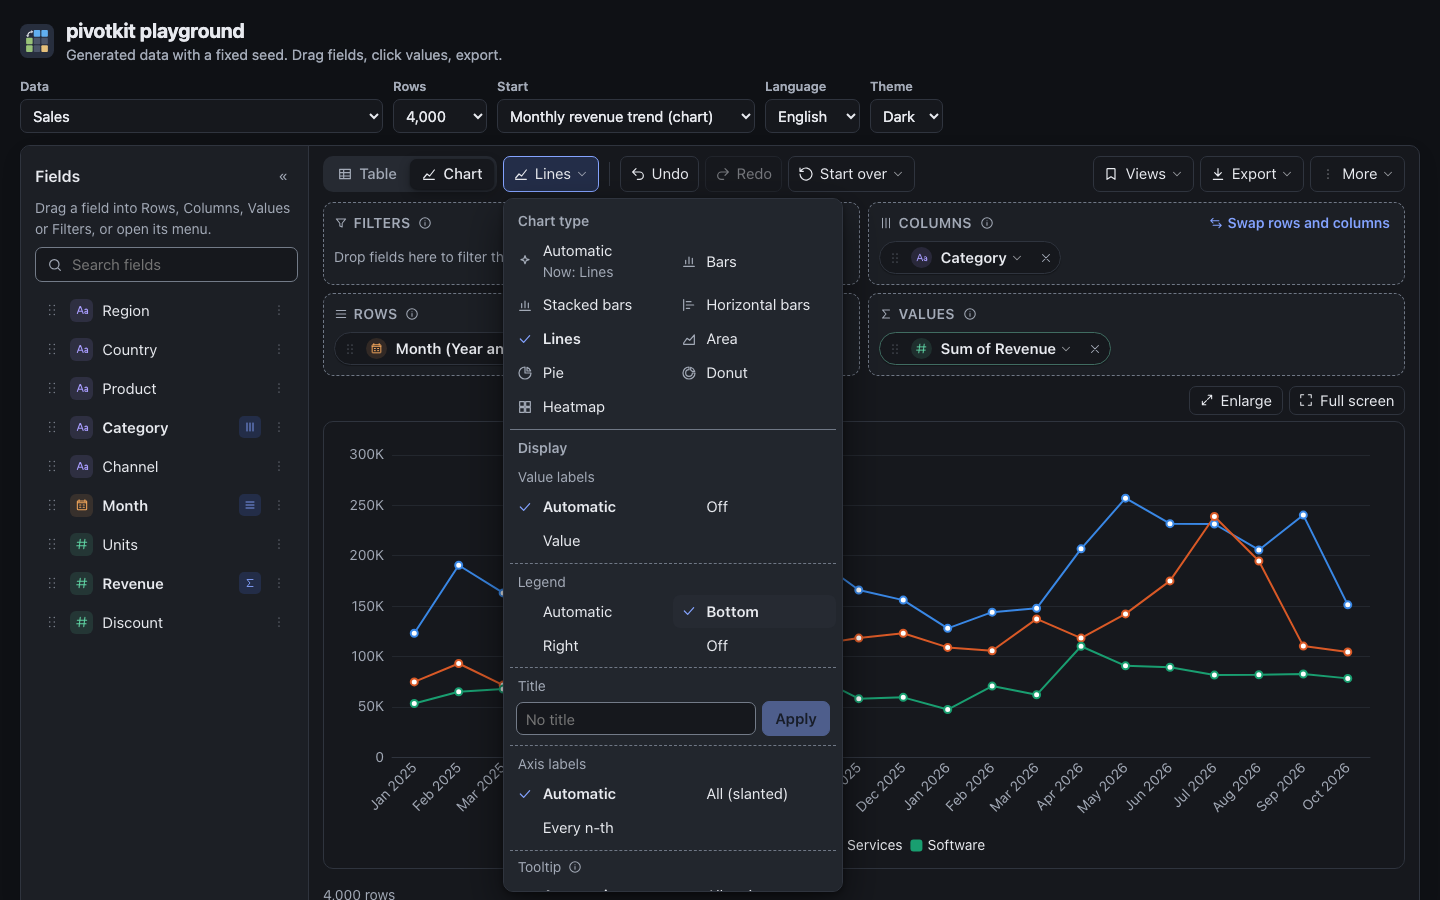 pivotkit playground
Generated data with a fixed seed. Drag fields, click values, export.
Data
Rows
Start
Language
Theme
Sales
4,000
Monthly revenue trend (chart)
English
Dark
Fields
«
Drag a field into Rows, Columns, Values
or Filters, or open its menu.
Search fields
Aa Region
Aa Country
Aa Product
Aa Category
Aa Channel
Month
# Units
# Revenue Σ
# Discount
Table
Chart
Lines
Undo
Redo
Start over
Views
Export
More
FILTERS
Drop fields here to filter th
COLUMNS
Swap rows and columns
Aa Category
ROWS
Month (Year an
Σ VALUES
# Sum of Revenue
Enlarge
Full screen
Chart type
Automatic
Now: Lines
Bars
Stacked bars
Horizontal bars
Lines
Area
Pie
Donut
Heatmap
Display
Value labels
Automatic
Off
Value
Legend
Automatic
Bottom
Right
Off
Title
No title
Apply
Axis labels
Automatic
All (slanted)
Every n-th
Tooltip
300K
250K
200K
150K
100K
50K
0
Jan 2025
Feb 2025
Mar 2025
25
Dec 2025
Jan 2026
Feb 2026
Mar 2026
Apr 2026
May 2026
Jun 2026
Jul 2026
Aug 2026
Sep 2026
Oct 2026
Services
Software
4,000 rows